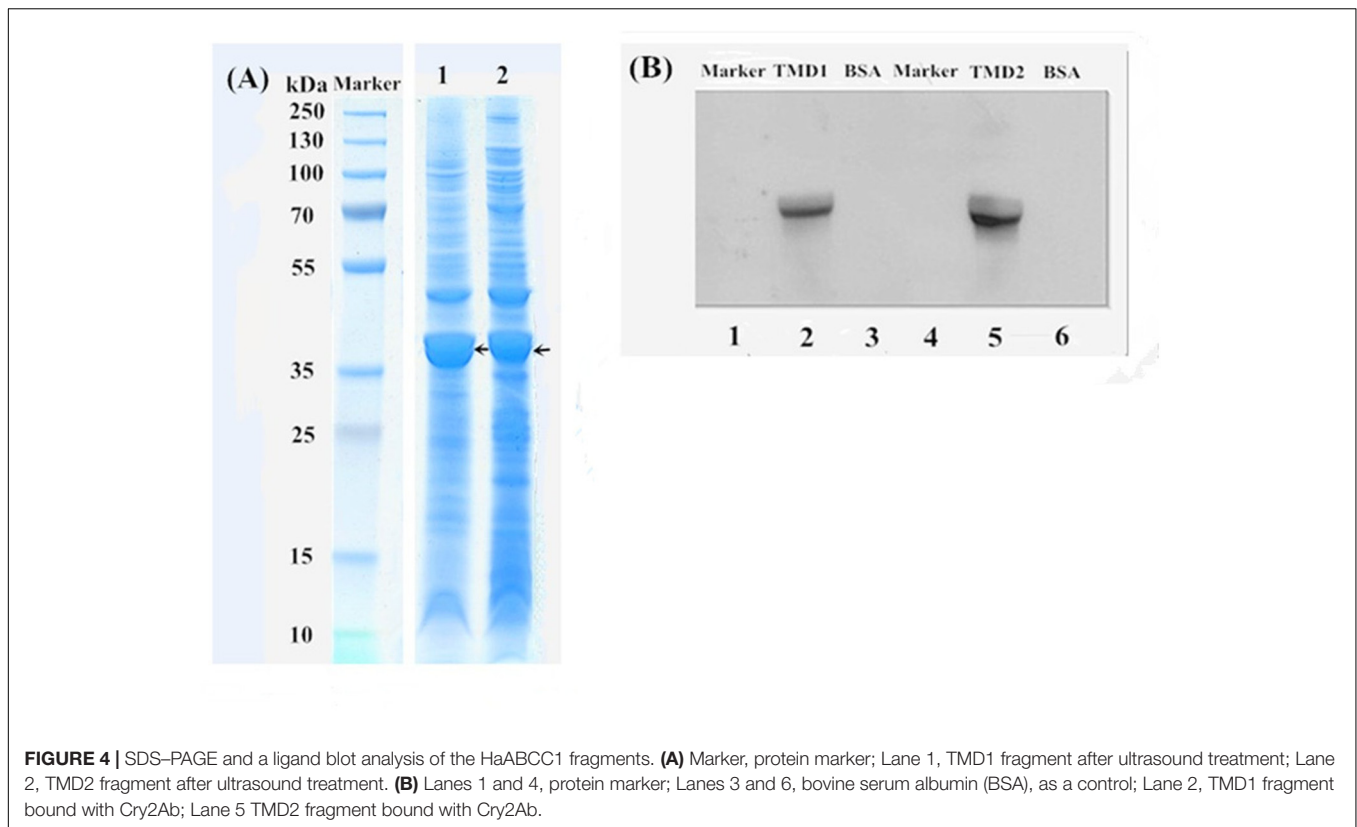 (A)
kDa Marker 1 2
250
130
100
70
55
35
25
15
10
(B)
Marker TMD1 BSA Marker TMD2 BSA
1 2 3 4 5 6
FIGURE 4 | SDS–PAGE and a ligand blot analysis of the HaABCC1 fragments. (A) Marker, protein marker; Lane 1, TMD1 fragment after ultrasound treatment; Lane
2, TMD2 fragment after ultrasound treatment. (B) Lanes 1 and 4, protein marker; Lanes 3 and 6, bovine serum albumin (BSA), as a control; Lane 2, TMD1 fragment
bound with Cry2Ab; Lane 5 TMD2 fragment bound with Cry2Ab.